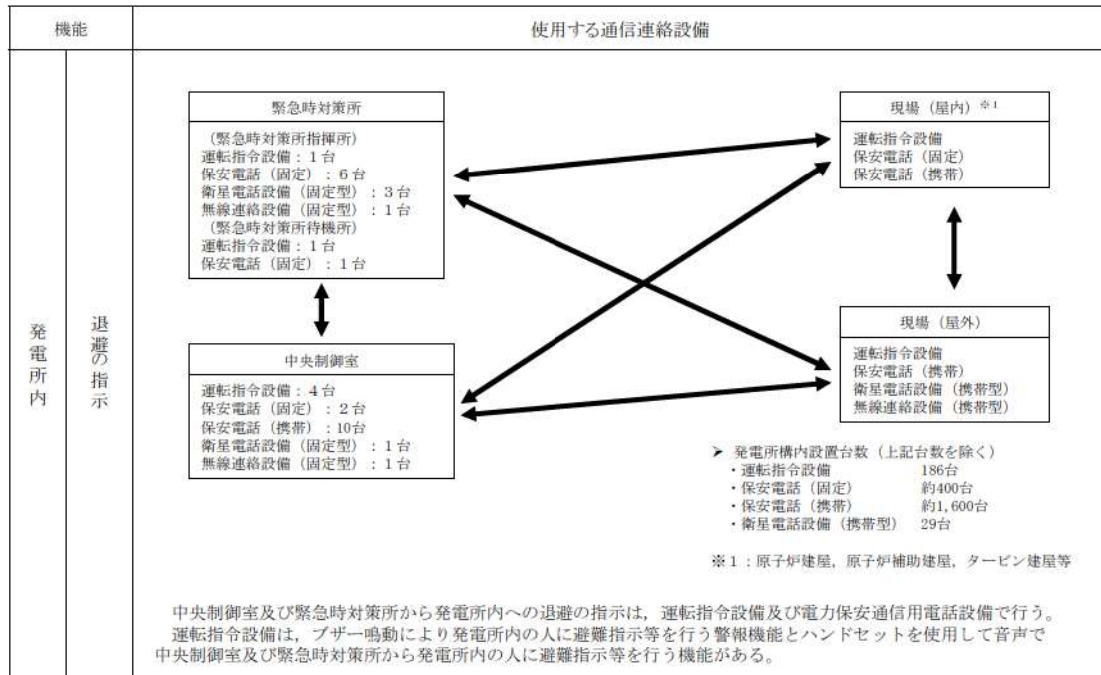 機能
使用する通信連絡設備
発電所内
退避の指示
緊急時対策所
(緊急時対策所指揮所)
運転指令設備:1台
保安電話(固定):6台
衛星電話設備(固定型):3台
無線連絡設備(固定型):1台
(緊急時対策所待機所)
運転指令設備:1台
保安電話(固定):1台
中央制御室
運転指令設備:4台
保安電話(固定):2台
保安電話(携帯):10台
衛星電話設備(固定型):1台
無線連絡設備(固定型):1台
現場(屋内)※1
運転指令設備
保安電話(固定)
保安電話(携帯)
現場(屋外)
運転指令設備
保安電話(携帯)
衛星電話設備(携帯型)
無線連絡設備(携帯型)
➢ 発電所構内設置台数(上記台数を除く)
・運転指令設備 186台
・保安電話(固定) 約400台
・保安電話(携帯) 約1,600台
・衛星電話設備(携帯型) 29台
※1:原子炉建屋,原子炉補助建屋,タービン建屋等
中央制御室及び緊急時対策所から発電所内への退避の指示は,運転指令設備及び電力保安通信用電話設備で行う。
運転指令設備は,ブザー鳴動により発電所内の人に避難指示等を行う警報機能とハンドセットを使用して音声で
中央制御室及び緊急時対策所から発電所内の人に避難指示等を行う機能がある。